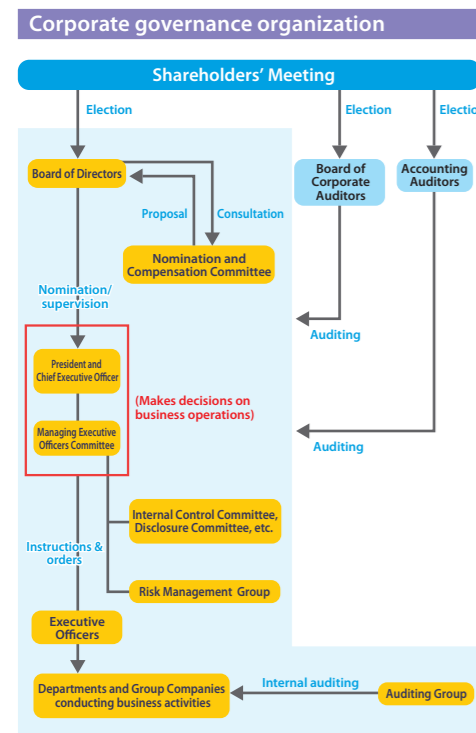 Corporate governance organization
Shareholders' Meeting
Election
Election
Electio
Board of Directors
Board of
Corporate
Auditors
Accounting
Auditors
Proposal
Consultation
Nomination and
Compensation Committee
Nomination/
supervision
Auditing
President and
Chief Executive Officer
(Makes decisions on
business operations)
Managing Executive
Officers Committee
Auditing
Internal Control Committee,
Disclosure Committee, etc.
Instructions &
orders
Risk Management Group
Executive
Officers
Departments and Group Companies
conducting business activities
Internal auditing
Auditing Group